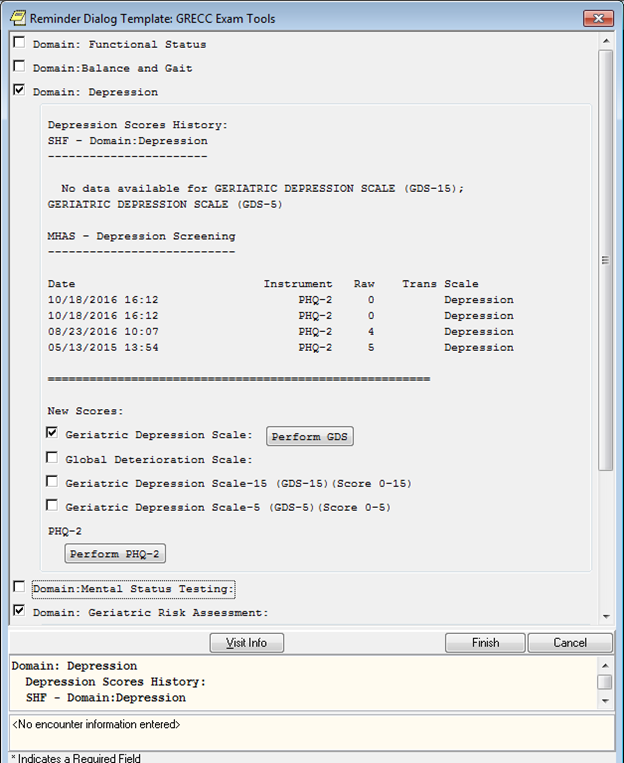 Reminder Dialog Template: GRECC Exam Tools
Domain: Functional Status
Domain:Balance and Gait
Domain: Depression
Depression Scores History:
SHF - Domain:Depression
-----------------------
No data available for GERIATRIC DEPRESSION SCALE (GDS-15);
GERIATRIC DEPRESSION SCALE (GDS-5)
MHAS - Depression Screening
---------------------------
Date Instrument Raw Trans Scale
10/18/2016 16:12 PHQ-2 0 Depression
10/18/2016 16:12 PHQ-2 0 Depression
08/23/2016 10:07 PHQ-2 4 Depression
05/13/2015 13:54 PHQ-2 5 Depression
=======================================================
New Scores:
Geriatric Depression Scale: Perform GDS
Global Deterioration Scale:
Geriatric Depression Scale-15 (GDS-15)(Score 0-15)
Geriatric Depression Scale-5 (GDS-5)(Score 0-5)
PHQ-2
Perform PHQ-2
Domain:Mental Status Testing:
Domain: Geriatric Risk Assessment:
Visit Info Finish Cancel
Domain: Depression
Depression Scores History:
SHF - Domain:Depression
<No encounter information entered>
* Indicates a Required Field